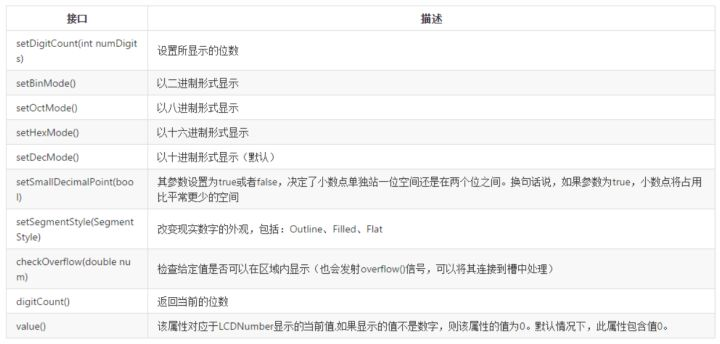 接口 描述
setDigitCount(int numDigit
s) 设置所显示的位数
setBinMode() 以二进制形式显示
setOctMode() 以八进制形式显示
setHexMode() 以十六进制形式显示
setDecMode() 以十进制形式显示（默认）
setSmallDecimalPoint(boo
l) 其参数设置为true或者false，决定了小数点单独站一位空间还是在两个位之间。换句话说，如果参数为true，小数点将占用
比平常更少的空间
setSegmentStyle(Segment
Style) 改变现实数字的外观，包括：Outline、Filled、Flat
checkOverflow(double nu
m) 检查给定值是否可以在区域内显示（也会发射overflow()信号，可以将其连接到槽中处理）
digitCount() 返回当前的位数
value() 该属性对应于LCDNumber显示的当前值,如果显示的值不是数字，则该属性的值为0。默认情况下，此属性包含值0。